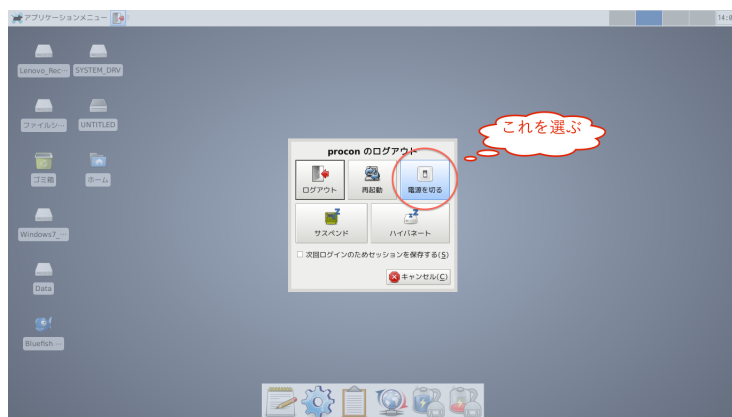 アプリケーションメニュー
Lenovo_Rec…
SYSTEM_DRV
ファイルシ…
UNTITLED
ゴミ箱
ホーム
Windows7_…
Data
Bluefish …
procon のログアウト
ログアウト
再起動
電源を切る
サスペンド
ハイバネート
次回ログインのためセッションを保存する(S)
キャンセル(C)
これを選ぶ